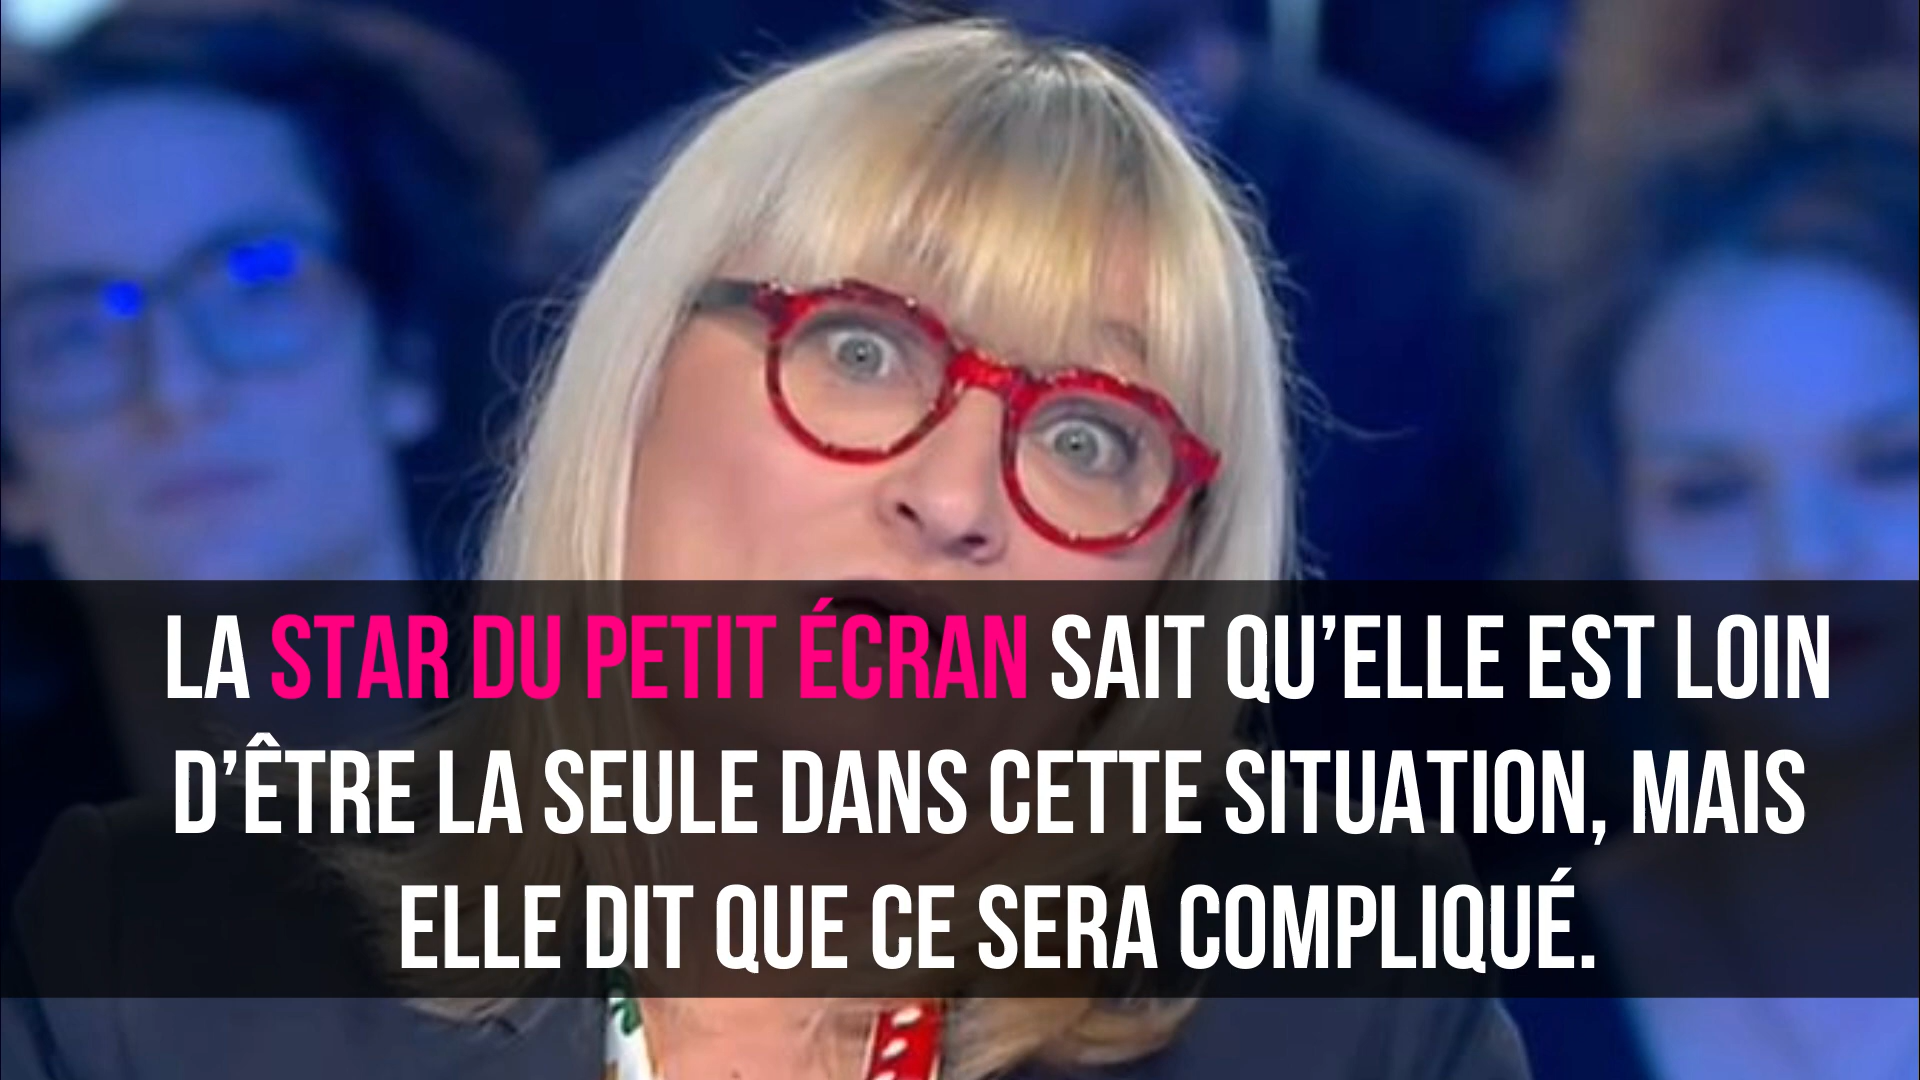 LA STAR DU PETIT ÉCRAN SAIT QU’ELLE EST LOIN
D’ÊTRE LA SEULE DANS CETTE SITUATION, MAIS
ELLE DIT QUE CE SERA COMPLIQUÉ.